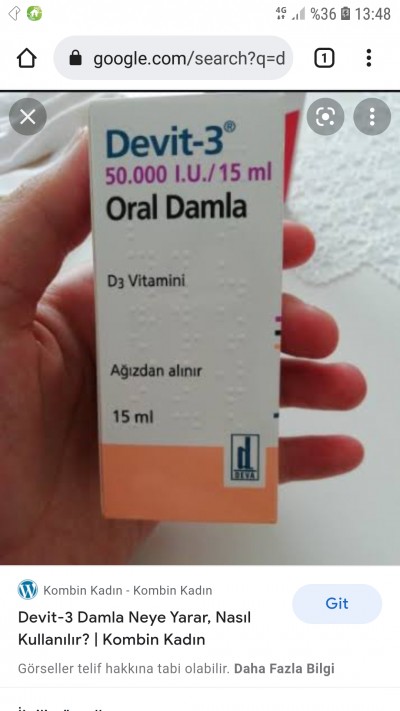 4G %36 13:48
google.com/search?q=d
1
Devit-3®
50.000 I.U./15 ml
Oral Damla
D3 Vitamini
Ağızdan alınır
15 ml
d
DEVA
Kombin Kadın - Kombin Kadın
Devit-3 Damla Neye Yarar, Nasıl
Kullanılır? | Kombin Kadın
Git
Görseller telif hakkına tabi olabilir. Daha Fazla Bilgi